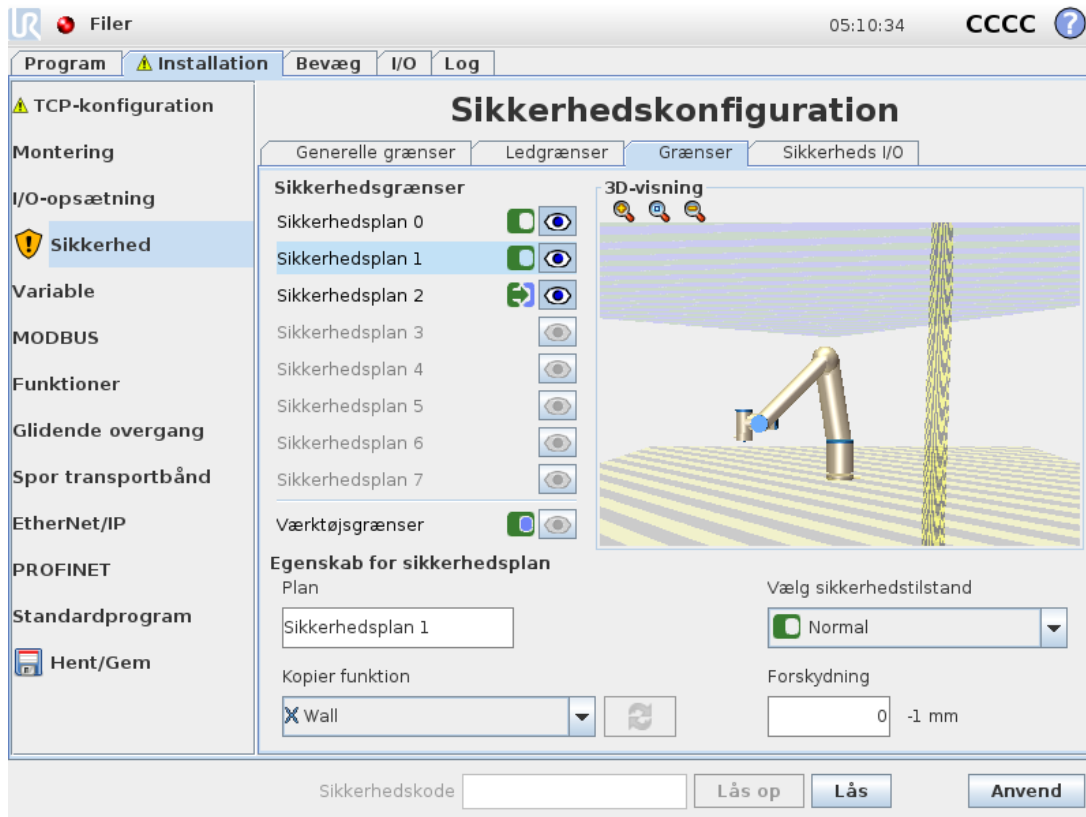 UR Filer 05:10:34 CCCC ?
Program Installation Bevæg I/O Log
TCP-konfiguration
Montering
I/O-opsætning
Sikkerhed
Variable
MODBUS
Funktioner
Glidende overgang
Spor transportbånd
EtherNet/IP
PROFINET
Standardprogram
Hent/Gem
Sikkerhedskonfiguration
Generelle grænser Ledgrænser Grænser Sikkerheds I/O
Sikkerhedsgrænser
Sikkerhedsplan 0
Sikkerhedsplan 1
Sikkerhedsplan 2
Sikkerhedsplan 3
Sikkerhedsplan 4
Sikkerhedsplan 5
Sikkerhedsplan 6
Sikkerhedsplan 7
Værktøjsgrænser
3D-visning
Egenskab for sikkerhedsplan
Plan
Sikkerhedsplan 1
Vælg sikkerhedstilstand
Normal
Kopier funktion
Wall
Forskydning
0 -1 mm
Sikkerhedskode Lås op Lås Anvend